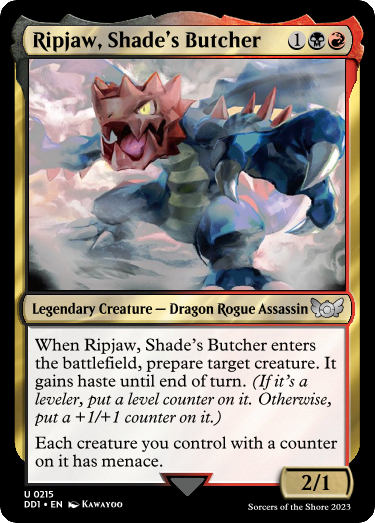 Ripjaw, Shade's Butcher 1
Legendary Creature — Dragon Rogue Assassin
When Ripjaw, Shade's Butcher enters
the battlefield, prepare target creature. It
gains haste until end of turn. (If it's a
leveler, put a level counter on it. Otherwise,
put a +1/+1 counter on it.)
Each creature you control with a counter
on it has menace.
2/1
U 0215
DD1 • EN Kawayoo
Sorcers of the Shore 2023